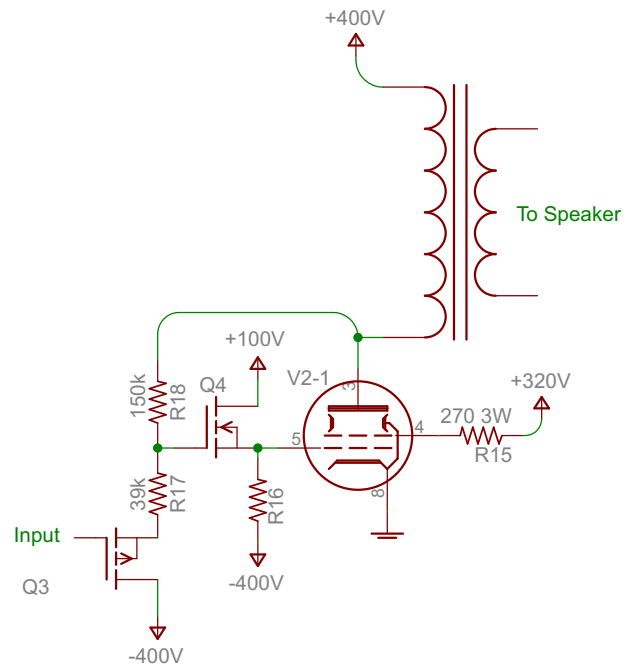 +400V
To Speaker
+100V
Q4
V2-1
3
+320V
150k
R18
270 3W
4
5
R15
39k
R17
R16
8
Input
Q3
-400V
-400V